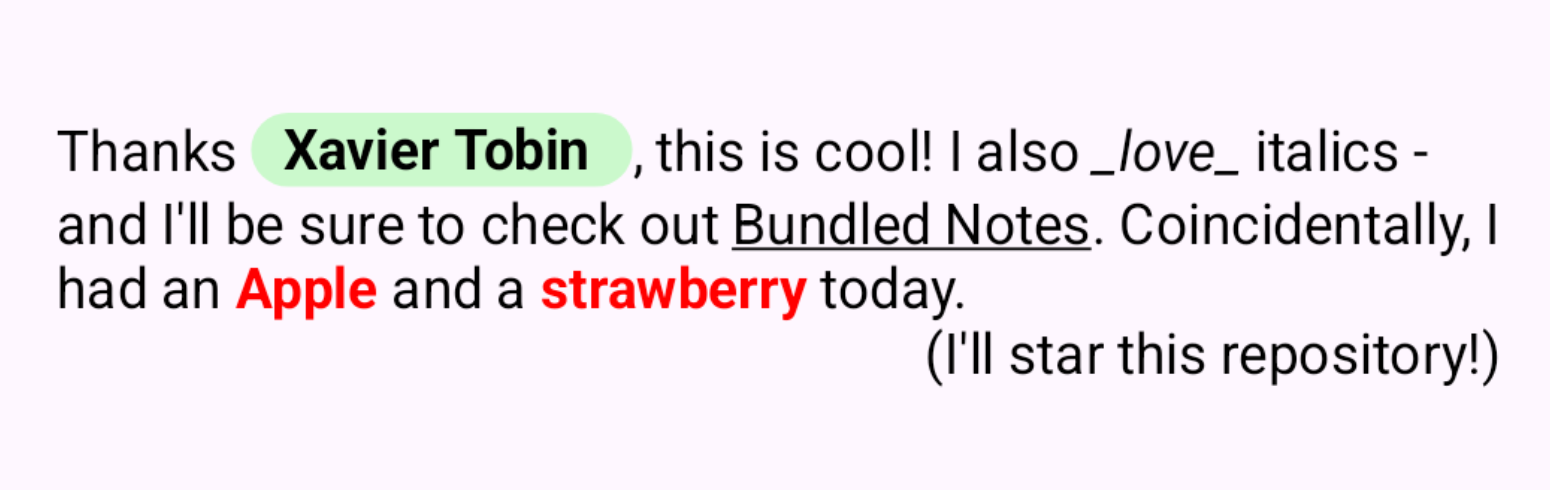 Thanks Xavier Tobin , this is cool! I also _love_ italics -
and I'll be sure to check out Bundled Notes. Coincidentally, I
had an Apple and a strawberry today.
(I'll star this repository!)